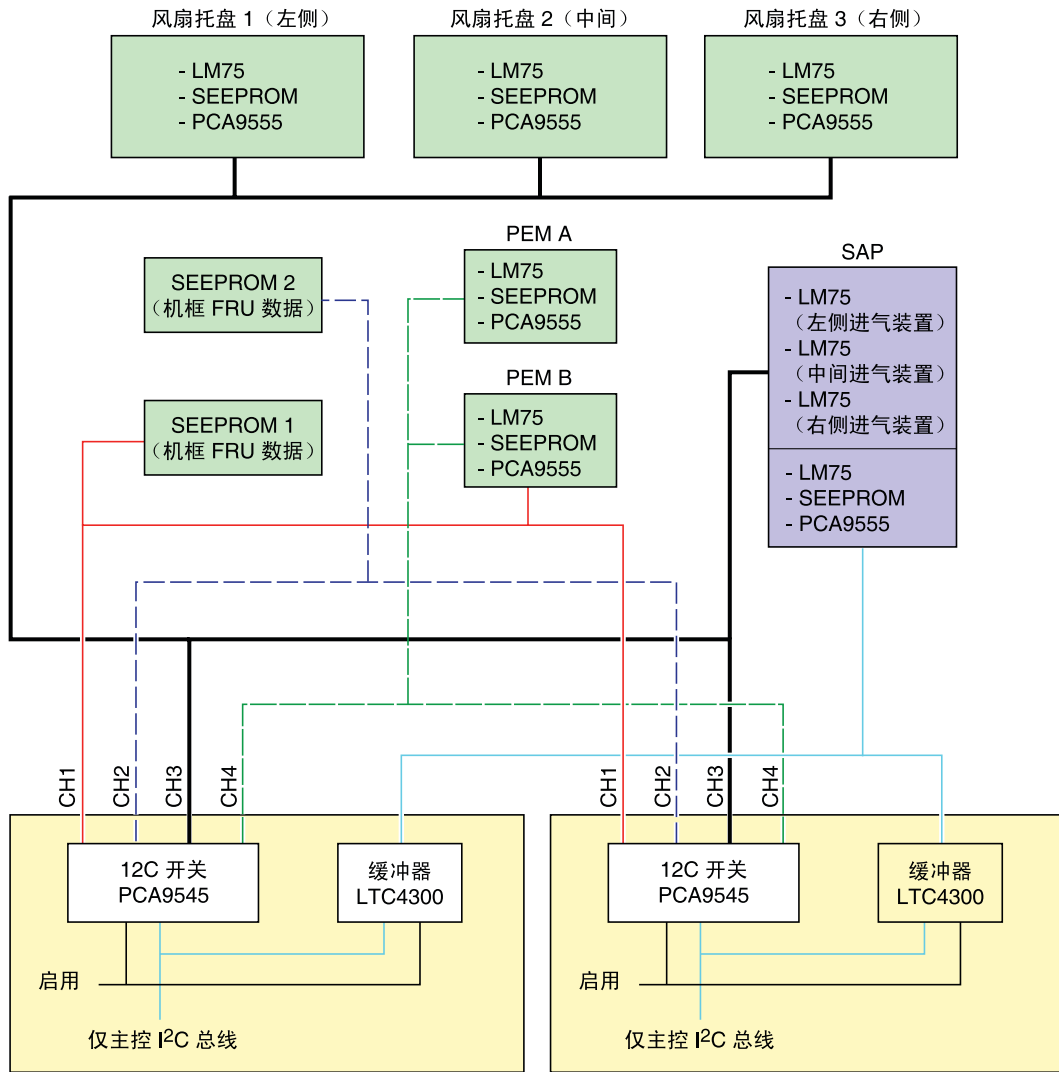 风扇托盘 1（左侧）
- LM75
- SEEPROM
- PCA9555
风扇托盘 2（中间）
- LM75
- SEEPROM
- PCA9555
风扇托盘 3（右侧）
- LM75
- SEEPROM
- PCA9555
SEEPROM 2
（机框 FRU 数据）
PEM A
- LM75
- SEEPROM
- PCA9555
SEEPROM 1
（机框 FRU 数据）
PEM B
- LM75
- SEEPROM
- PCA9555
SAP
- LM75
（左侧进气装置）
- LM75
（中间进气装置）
- LM75
（右侧进气装置）
- LM75
- SEEPROM
- PCA9555
CH1
CH2
CH3
CH4
12C 开关
PCA9545
缓冲器
LTC4300
启用
仅主控 I²C 总线
CH1
CH2
CH3
CH4
12C 开关
PCA9545
缓冲器
LTC4300
启用
仅主控 I²C 总线